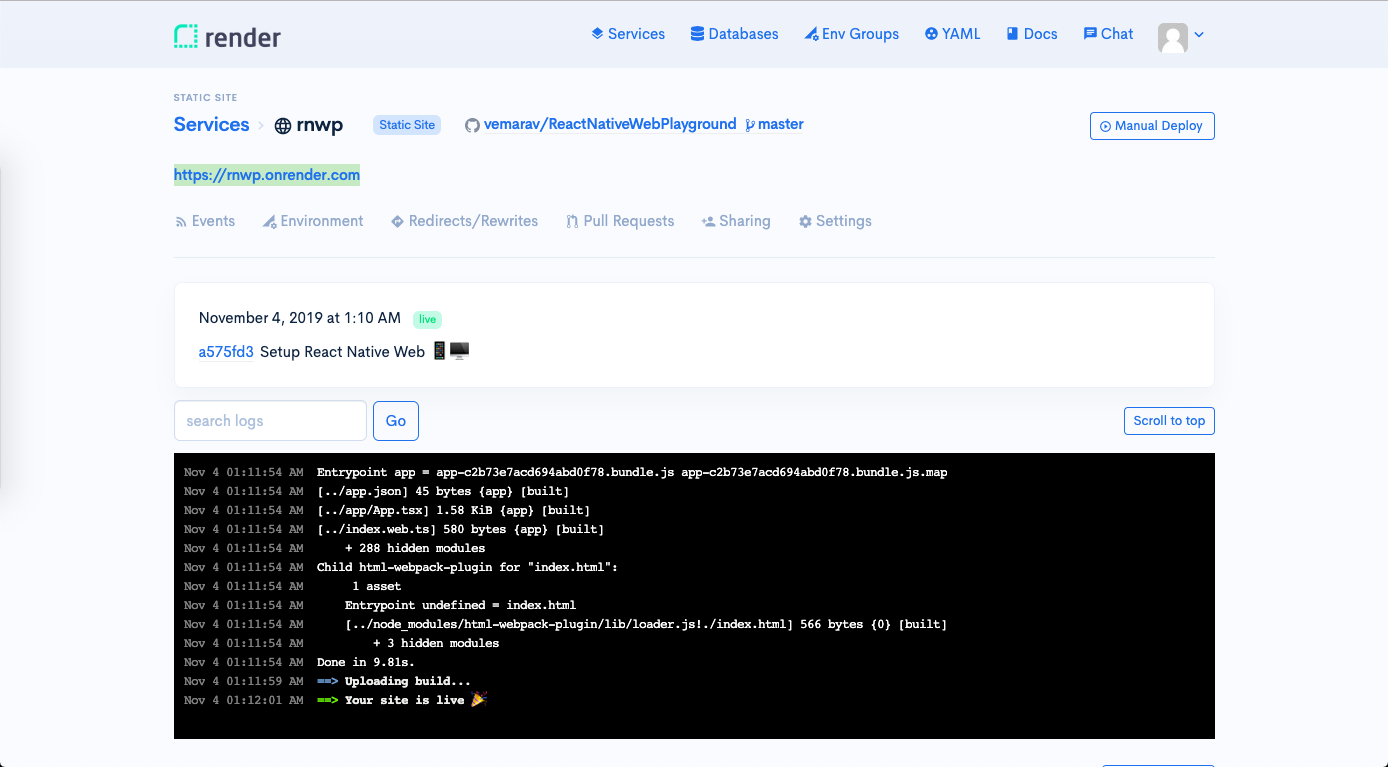 render
Services Databases Env Groups YAML Docs Chat
STATIC SITE
Services › rnwp Static Site vemarav/ReactNativeWebPlayground master Manual Deploy
https://rnwp.onrender.com
Events Environment Redirects/Rewrites Pull Requests Sharing Settings
November 4, 2019 at 1:10 AM live
a575fd3 Setup React Native Web 📱🖥️
search logs Go Scroll to top
Nov 4 01:11:54 AM Entrypoint app = app-c2b73e7acd694abd0f78.bundle.js app-c2b73e7acd694abd0f78.bundle.js.map
Nov 4 01:11:54 AM [../app.json] 45 bytes {app} [built]
Nov 4 01:11:54 AM [../app/App.tsx] 1.58 KiB {app} [built]
Nov 4 01:11:54 AM [../index.web.ts] 580 bytes {app} [built]
Nov 4 01:11:54 AM + 288 hidden modules
Nov 4 01:11:54 AM Child html-webpack-plugin for "index.html":
Nov 4 01:11:54 AM 1 asset
Nov 4 01:11:54 AM Entrypoint undefined = index.html
Nov 4 01:11:54 AM [../node_modules/html-webpack-plugin/lib/loader.js!./index.html] 566 bytes {0} [built]
Nov 4 01:11:54 AM + 3 hidden modules
Nov 4 01:11:54 AM Done in 9.81s.
Nov 4 01:11:59 AM ==> Uploading build...
Nov 4 01:12:01 AM ==> Your site is live 🎉